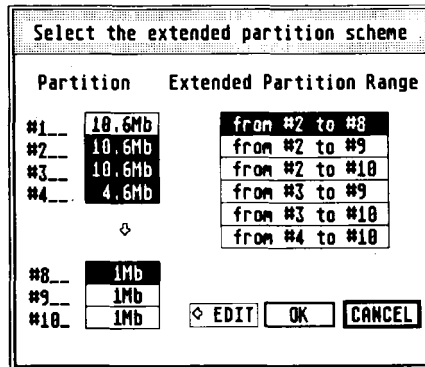 Select the extended partition scheme
Partition Extended Partition Range
#1__ 10.6Mb from #2 to #8
#2__ 10.6Mb from #2 to #9
#3__ 10.6Mb from #2 to #10
#4__ 4.6Mb from #3 to #9
from #3 to #10
⇩ from #4 to #10
#8__ 1Mb
#9__ 1Mb
#10_ 1Mb ◇ EDIT OK CANCEL